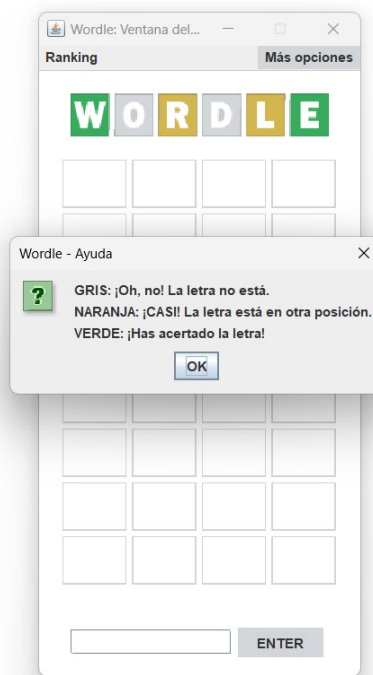 Wordle: Ventana del...
Ranking Más opciones
WORDLE
Wordle - Ayuda
GRIS: ¡Oh, no! La letra no está.
NARANJA: ¡CASI! La letra está en otra posición.
VERDE: ¡Has acertado la letra!
OK
ENTER